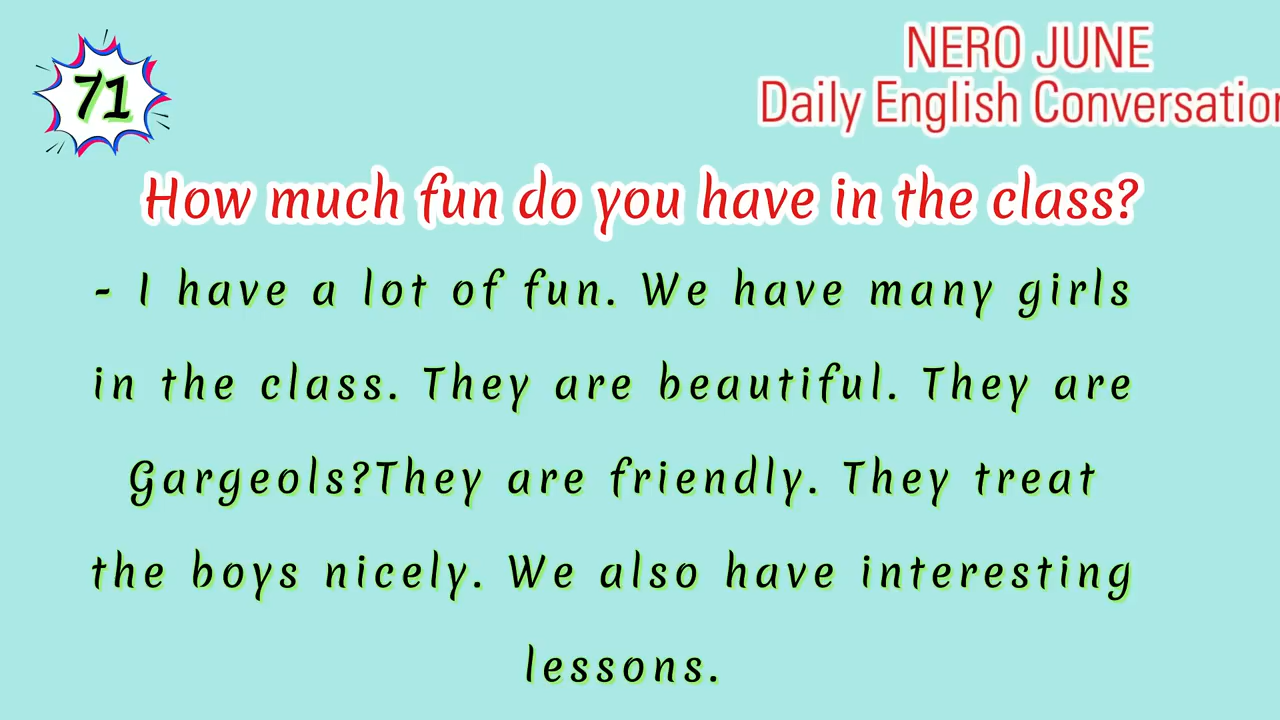 71
NERO JUNE
Daily English Conversation
How much fun do you have in the class?
- I have a lot of fun. We have many girls
in the class. They are beautiful. They are
Gargeols?They are friendly. They treat
the boys nicely. We also have interesting
lessons.